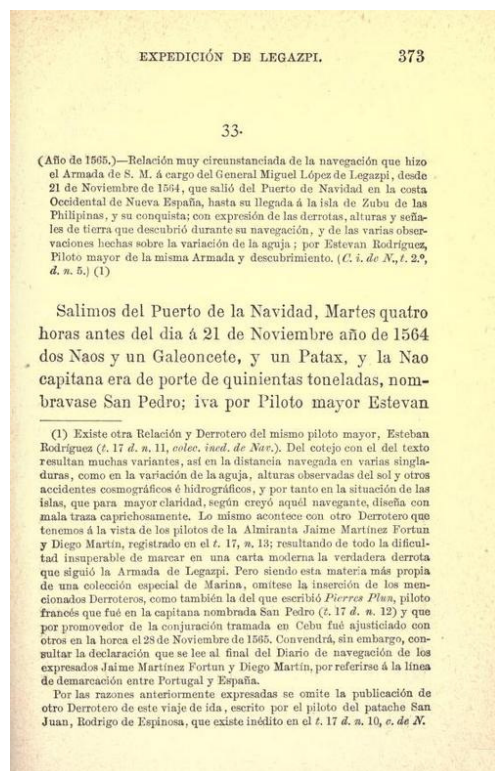 EXPEDICIÓN DE LEGAZPI. 373
33.
(Año de 1565.)—Relación muy circunstanciada de la navegación que hizo
el Armada de S. M. á cargo del General Miguel López de Legazpi, desde
21 de Noviembre de 1564, que salió del Puerto de Navidad en la costa
Occidental de Nueva España, hasta su llegada á la isla de Zubu de las
Philipinas, y su conquista; con expresión de las derrotas, alturas y seña-
les de tierra que descubrió durante su navegación, y de las varias obser-
vaciones hechas sobre la variación de la aguja ; por Estevan Rodríguez,
Piloto mayor de la misma Armada y descubrimiento. (C. i. de N., t. 2.º,
d. n. 5.) (1)
Salimos del Puerto de la Navidad, Martes quatro
horas antes del dia á 21 de Noviembre año de 1564
dos Naos y un Galeoncete, y un Patax, y la Nao
capitana era de porte de quinientas toneladas, nom-
bravase San Pedro; iva por Piloto mayor Estevan
(1) Existe otra Relación y Derrotero del mismo piloto mayor, Esteban
Rodríguez (t. 17 d. n. 11, colec. ined. de Nav.). Del cotejo con el del texto
resultan muchas variantes, así en la distancia navegada en varias singla-
duras, como en la variación de la aguja, alturas observadas del sol y otros
accidentes cosmográficos é hidrográficos, y por tanto en la situación de las
islas, que para mayor claridad, según creyó aquél navegante, diseña con
mala traza caprichosamente. Lo mismo acontece con otro Derrotero que
tenemos á la vista de los pilotos de la Almiranta Jaime Martínez Fortun
y Diego Martín, registrado en el t. 17, n. 13; resultando de todo la dificul-
tad insuperable de marcar en una carta moderna la verdadera derrota
que siguió la Armada de Legazpi. Pero siendo esta materia más propia
de una colección especial de Marina, omítese la inserción de los men-
cionados Derroteros, como también la del que escribió Pierres Plun, piloto
francés que fué en la capitana nombrada San Pedro (t. 17 d. n. 12) y que
por promovedor de la conjuración tramada en Cebu fué ajusticiado con
otros en la horca el 28 de Noviembre de 1565. Convendrá, sin embargo, con-
sultar la declaración que se lee al final del Diario de navegación de los
expresados Jaime Martínez Fortun y Diego Martín, por referirse á la línea
de demarcación entre Portugal y España.
Por las razones anteriormente expresadas se omite la publicación de
otro Derrotero de este viaje de ida, escrito por el piloto del patache San
Juan, Rodrigo de Espinosa, que existe inédito en el t. 17 d. n. 10, c. de N.